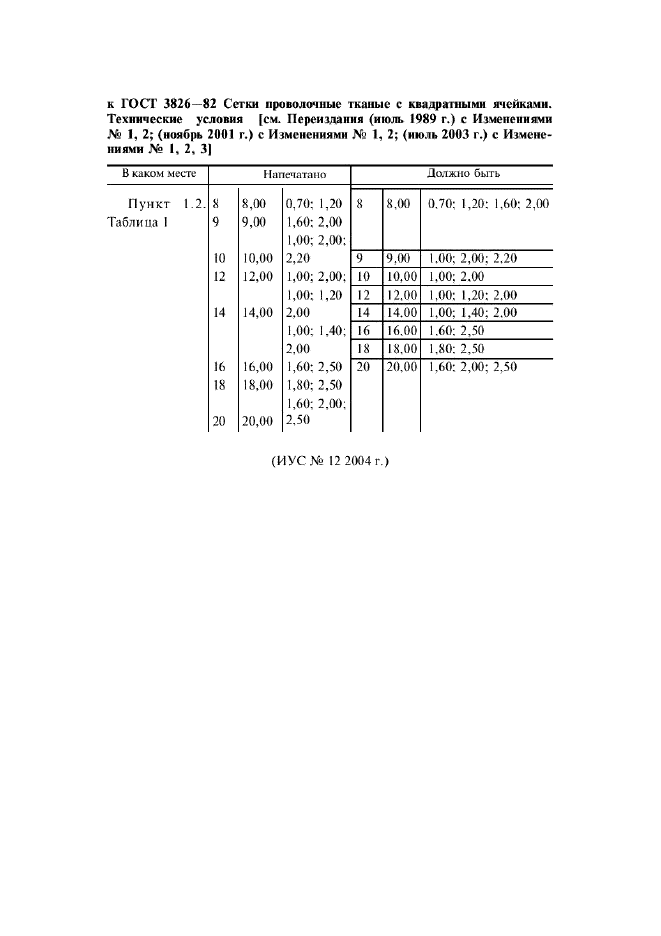 к ГОСТ 3826—82 Сетки проволочные тканые с квадратными ячейками.
Технические условия [см. Переиздания (июль 1989 г.) с Изменениями
№ 1, 2; (ноябрь 2001 г.) с Изменениями № 1, 2; (июль 2003 г.) с Измене-
ниями № 1, 2, 3]
В каком месте Напечатано Должно быть
Пункт 1.2. 8 8,00 0,70; 1,20 8 8,00 0,70; 1,20; 1,60; 2,00
Таблица 1 9 9,00 1,60; 2,00
1,00; 2,00;
10 10,00 2,20 9 9,00 1,00; 2,00; 2,20
12 12,00 1,00; 2,00; 10 10,00 1,00; 2,00
1,00; 1,20 12 12,00 1,00; 1,20; 2,00
14 14,00 2,00 14 14,00 1,00; 1,40; 2,00
1,00; 1,40; 16 16,00 1,60; 2,50
2,00 18 18,00 1,80; 2,50
16 16,00 1,60; 2,50 20 20,00 1,60; 2,00; 2,50
18 18,00 1,80; 2,50
1,60; 2,00;
20 20,00 2,50
(ИУС № 12 2004 г.)